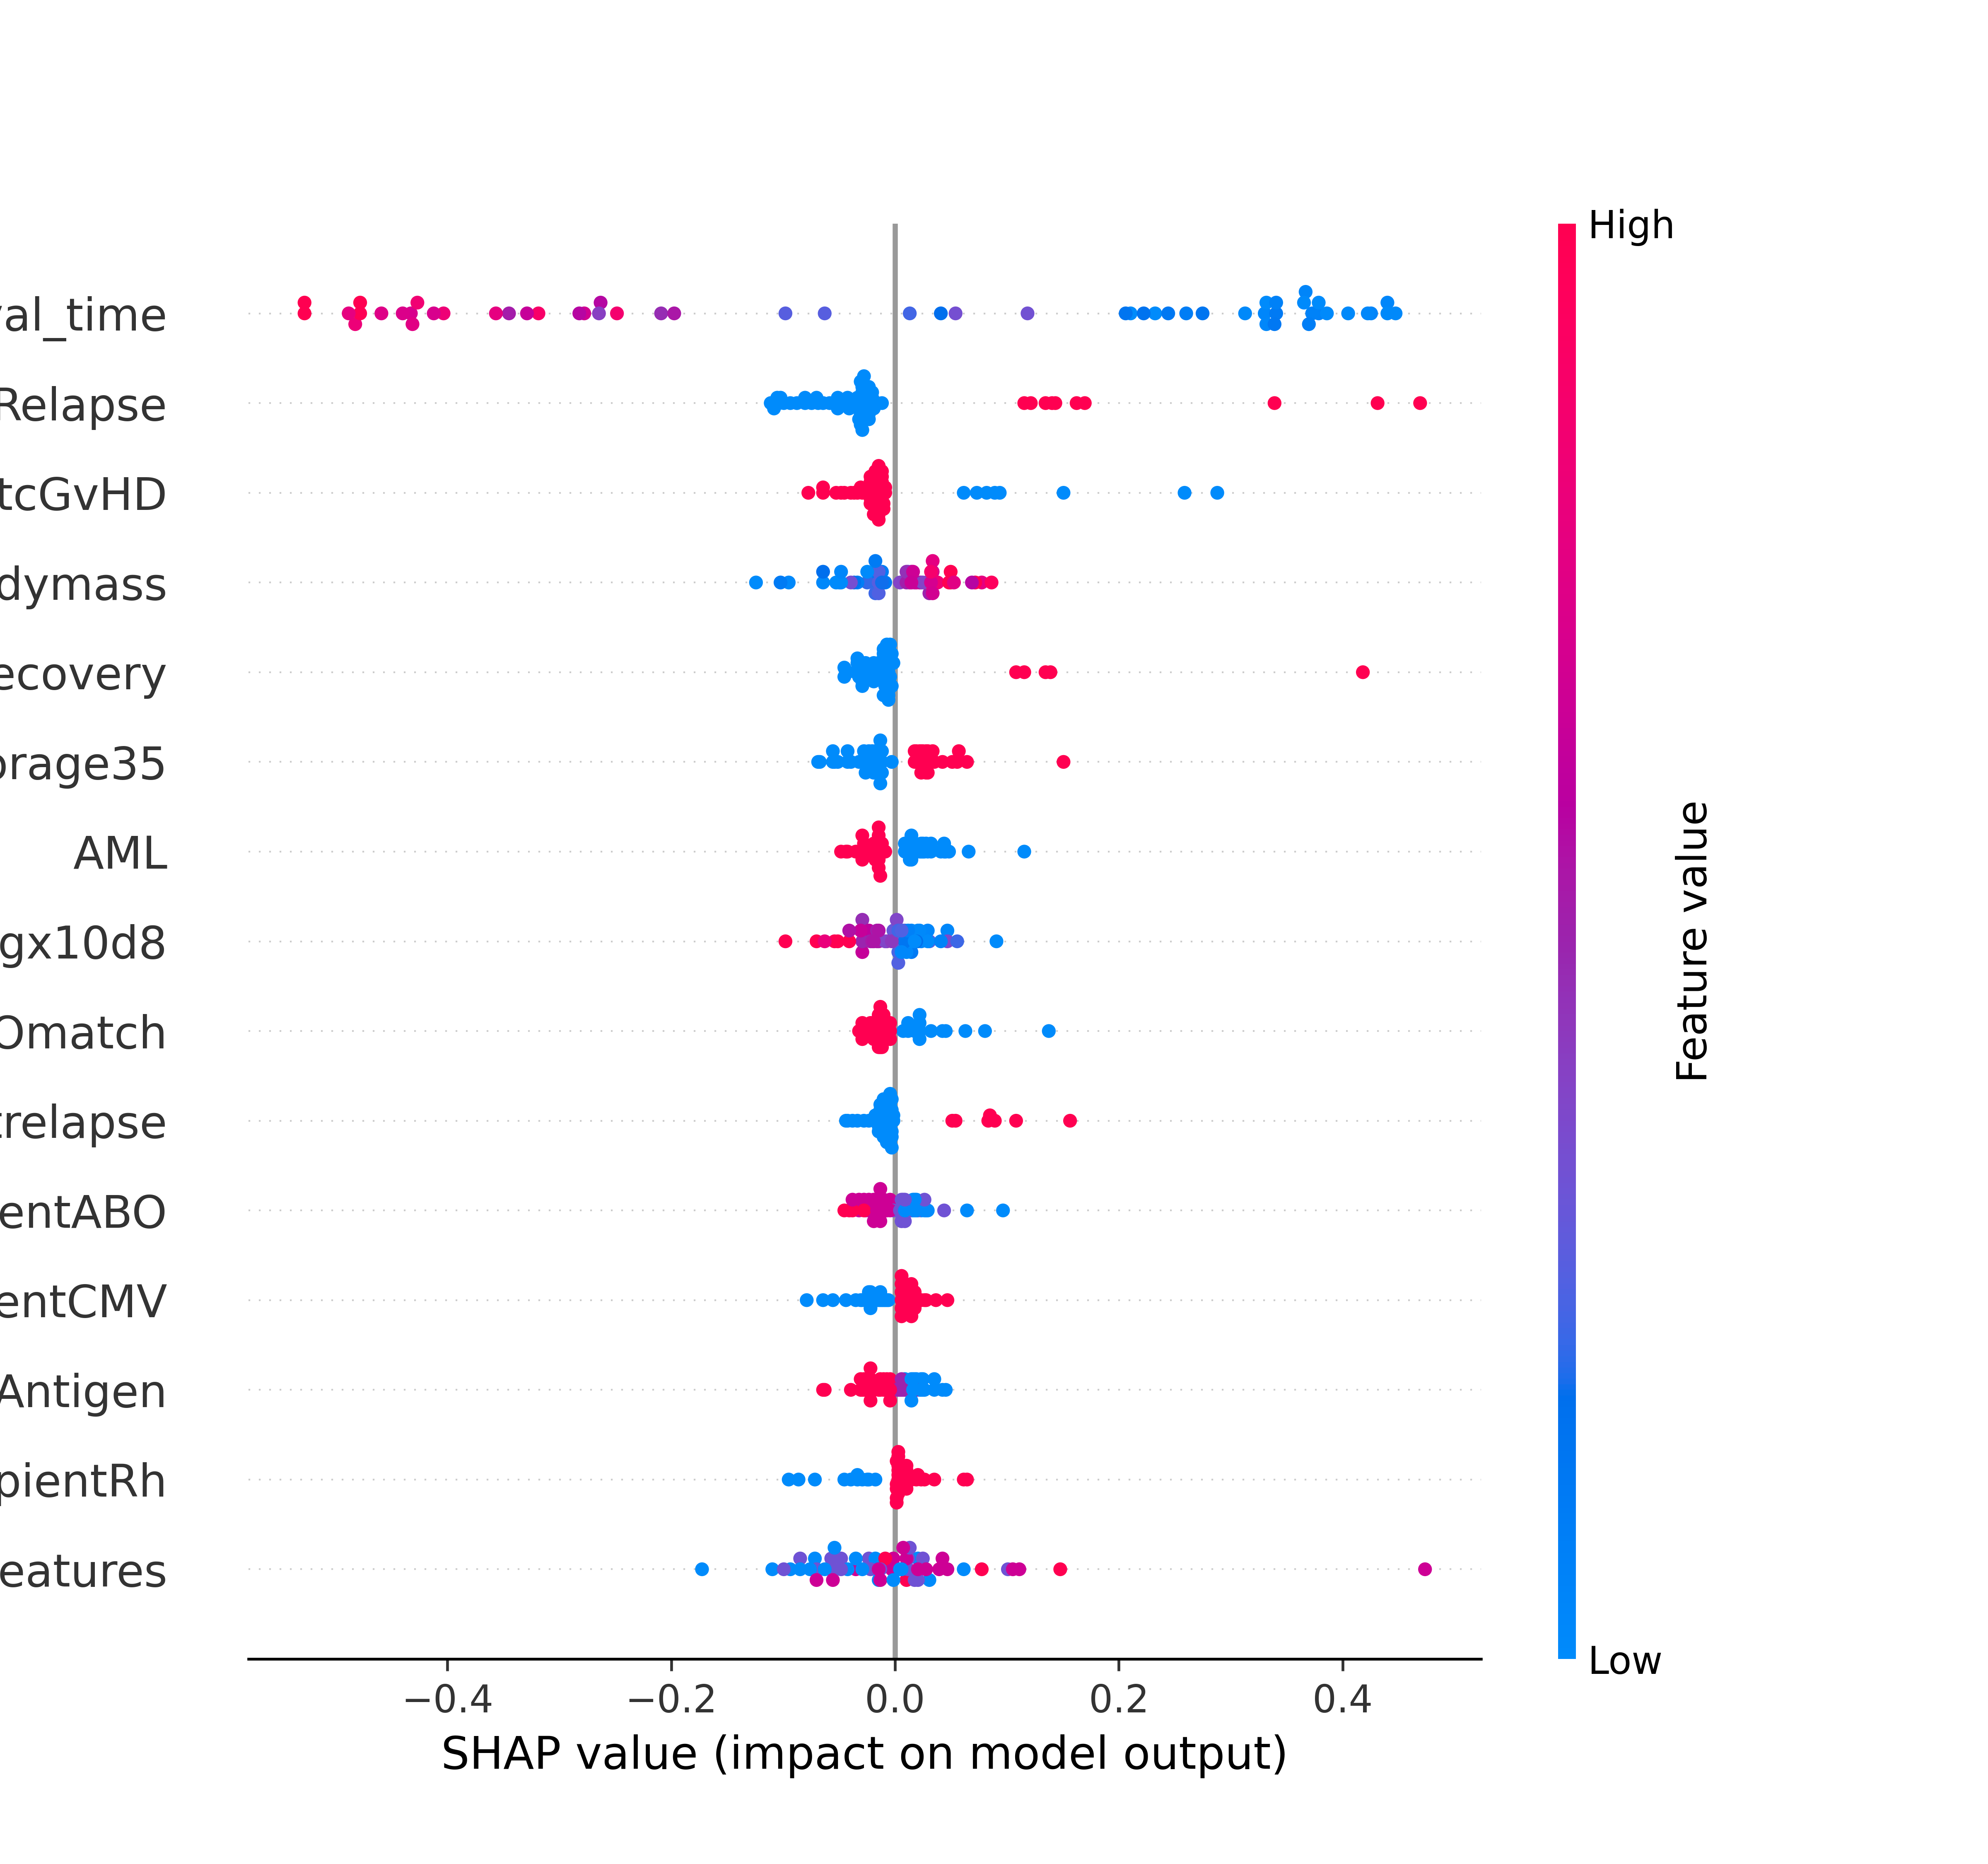 High
val_time
Relapse
tcGvHD
dymass
ecovery
orage35
AML
gx10d8
Feature value
Omatch
relapse
entABO
entCMV
Antigen
pientRh
eatures
Low
−0.4 −0.2 0.0 0.2 0.4
SHAP value (impact on model output)